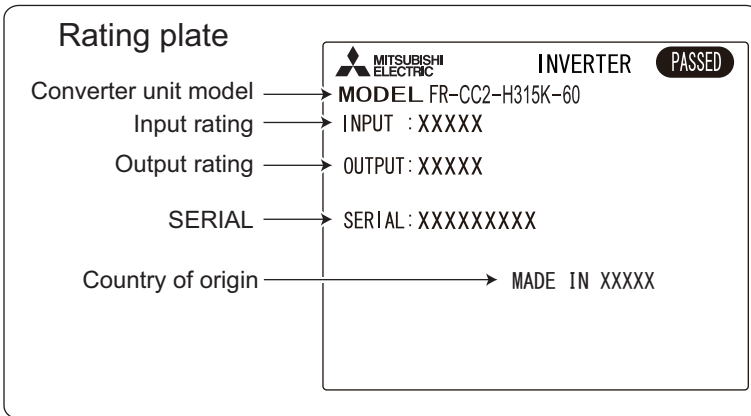 Rating plate
MITSUBISHI
ELECTRIC
INVERTER PASSED
Converter unit model MODEL FR-CC2-H315K-60
Input rating INPUT :XXXXX
Output rating OUTPUT:XXXXX
SERIAL SERIAL:XXXXXXXXX
Country of origin MADE IN XXXXX